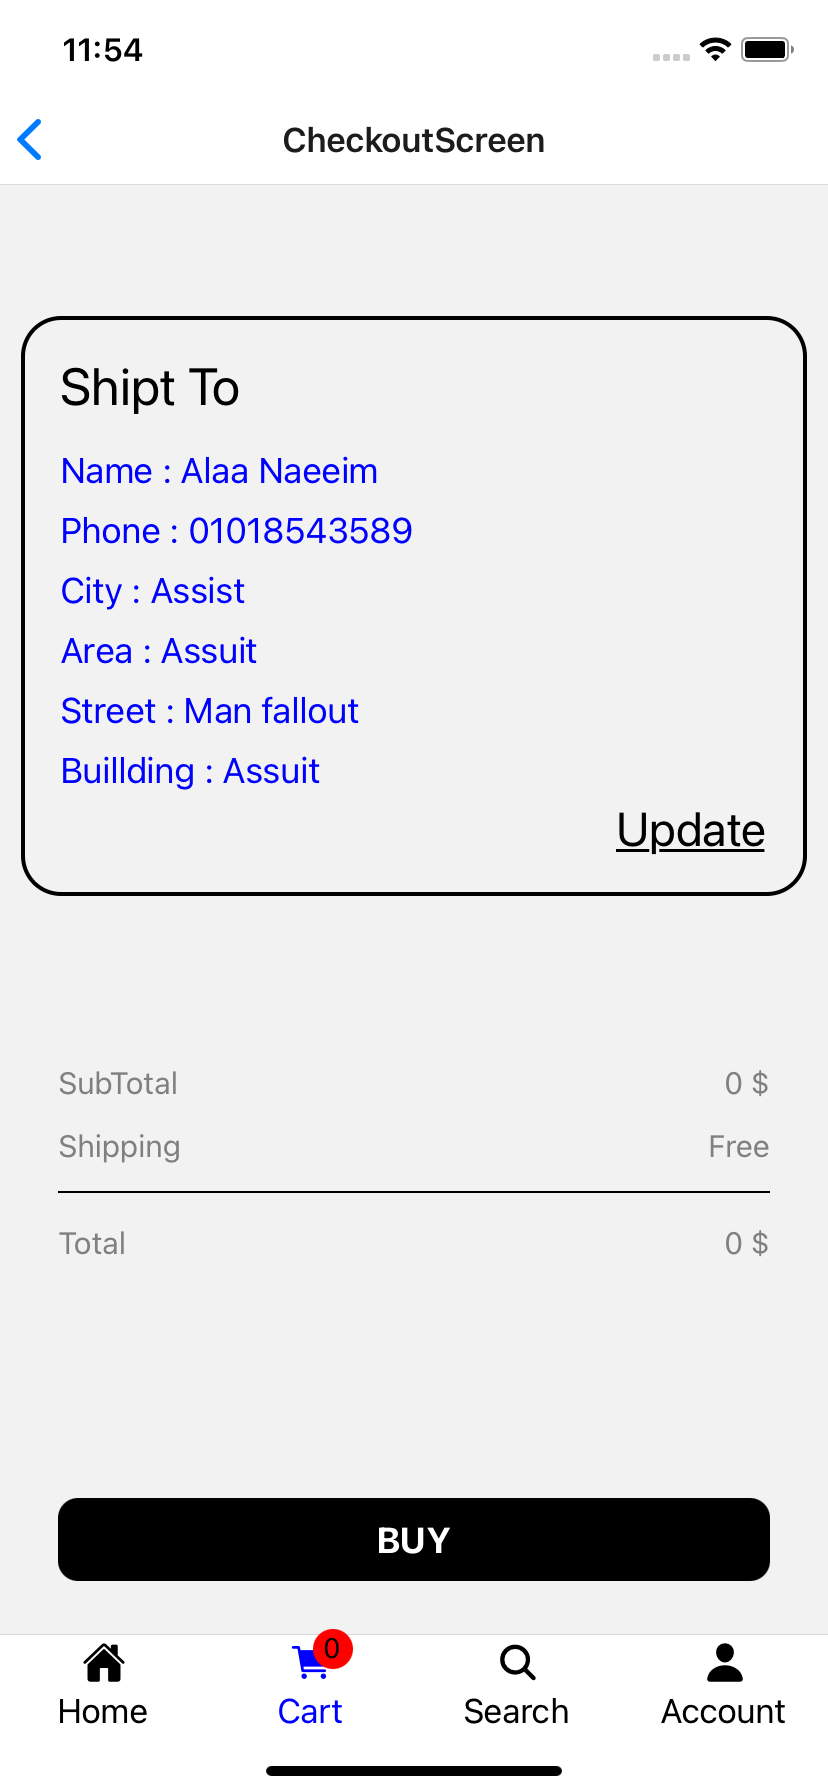 11:54
CheckoutScreen
Shipt To
Name : Alaa Naeeim
Phone : 01018543589
City : Assist
Area : Assuit
Street : Man fallout
Buillding : Assuit
Update
SubTotal 0 $
Shipping Free
Total 0 $
BUY
0
Home Cart Search Account